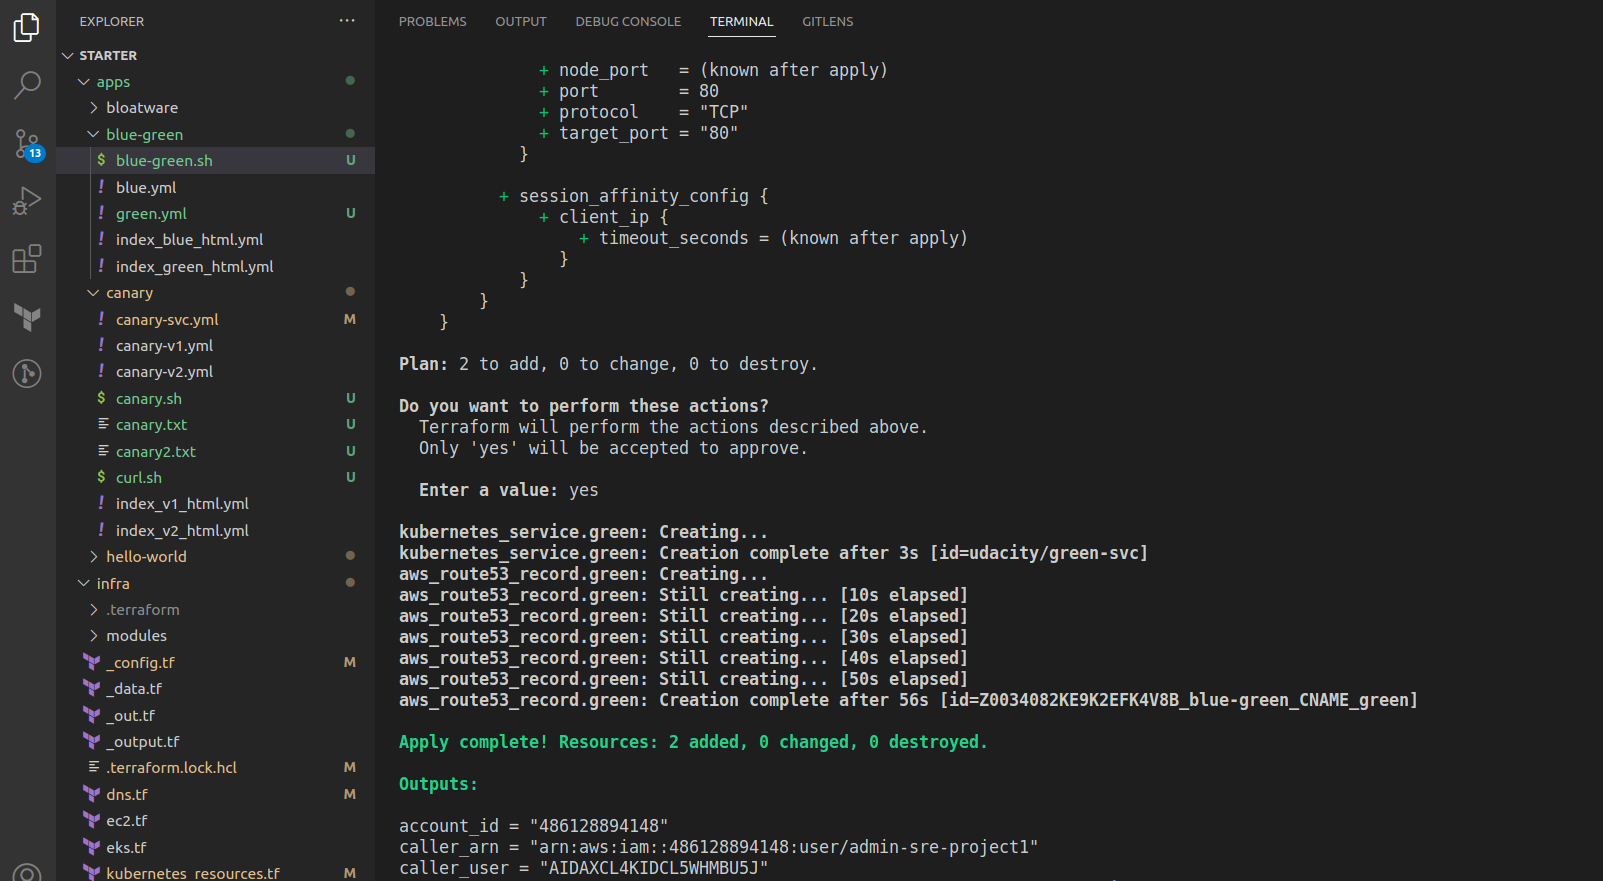 EXPLORER
...
STARTER
apps
bloatware
blue-green
$ blue-green.sh U
! blue.yml
! green.yml U
! index_blue_html.yml
! index_green_html.yml
canary
! canary-svc.yml M
! canary-v1.yml
! canary-v2.yml
$ canary.sh U
canary.txt U
canary2.txt U
$ curl.sh U
! index_v1_html.yml
! index_v2_html.yml
hello-world
infra
.terraform
modules
_config.tf M
_data.tf
_out.tf
_output.tf
.terraform.lock.hcl M
dns.tf M
ec2.tf
eks.tf
kubernetes_resources.tf M
13
PROBLEMS OUTPUT DEBUG CONSOLE TERMINAL GITLENS
+ node_port   = (known after apply)
+ port        = 80
+ protocol    = "TCP"
+ target_port = "80"
}
+ session_affinity_config {
+ client_ip {
+ timeout_seconds = (known after apply)
}
}
}
}
Plan: 2 to add, 0 to change, 0 to destroy.
Do you want to perform these actions?
Terraform will perform the actions described above.
Only 'yes' will be accepted to approve.
Enter a value: yes
kubernetes_service.green: Creating...
kubernetes_service.green: Creation complete after 3s [id=udacity/green-svc]
aws_route53_record.green: Creating...
aws_route53_record.green: Still creating... [10s elapsed]
aws_route53_record.green: Still creating... [20s elapsed]
aws_route53_record.green: Still creating... [30s elapsed]
aws_route53_record.green: Still creating... [40s elapsed]
aws_route53_record.green: Still creating... [50s elapsed]
aws_route53_record.green: Creation complete after 56s [id=Z0034082KE9K2EFK4V8B_blue-green_CNAME_green]
Apply complete! Resources: 2 added, 0 changed, 0 destroyed.
Outputs:
account_id = "486128894148"
caller_arn = "arn:aws:iam::486128894148:user/admin-sre-project1"
caller_user = "AIDAXCL4KIDCL5WHMBU5J"